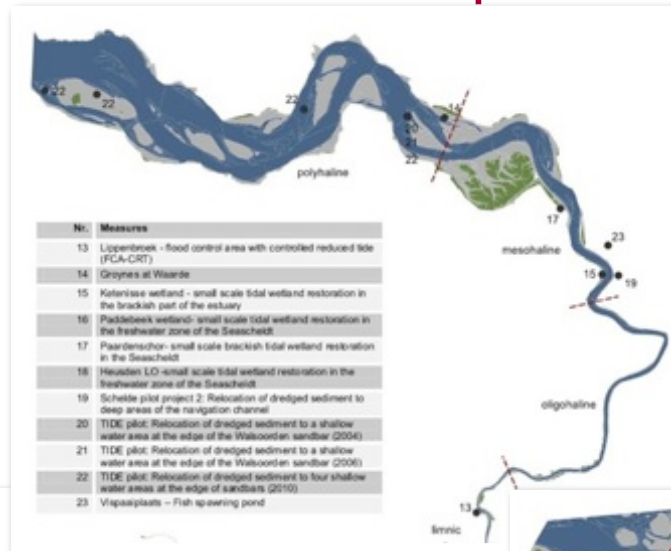 22
22
22
14
20
21
22
polyhaline
17
mesohaline
23
15
19
oligohaline
13
limnic
Nr. Measures
13 Lippenbroek - flood control area with controlled reduced tide
(FCA-CRT)
14 Groynes at Waarde
15 Ketenisse wetland - small scale tidal wetland restoration in
the brackish part of the estuary
16 Paddebeek wetland- small scale tidal wetland restoration in
the freshwater zone of the Seascheldt
17 Paardenschor- small scale brackish tidal wetland restoration
in the Seascheldt
18 Heusden LO -small scale tidal wetland restoration in the
freshwater zone of the Seascheldt
19 Schelde pilot project 2: Relocation of dredged sediment to
deep areas of the navigation channel
20 TIDE pilot: Relocation of dredged sediment to a shallow
water area at the edge of the Walsoorden sandbar (2004)
21 TIDE pilot: Relocation of dredged sediment to a shallow
water area at the edge of the Walsoorden sandbar (2006)
22 TIDE pilot: Relocation of dredged sediment to four shallow
water areas at the edge of sandbars (2010)
23 Vispaaiplaats – Fish spawning pond